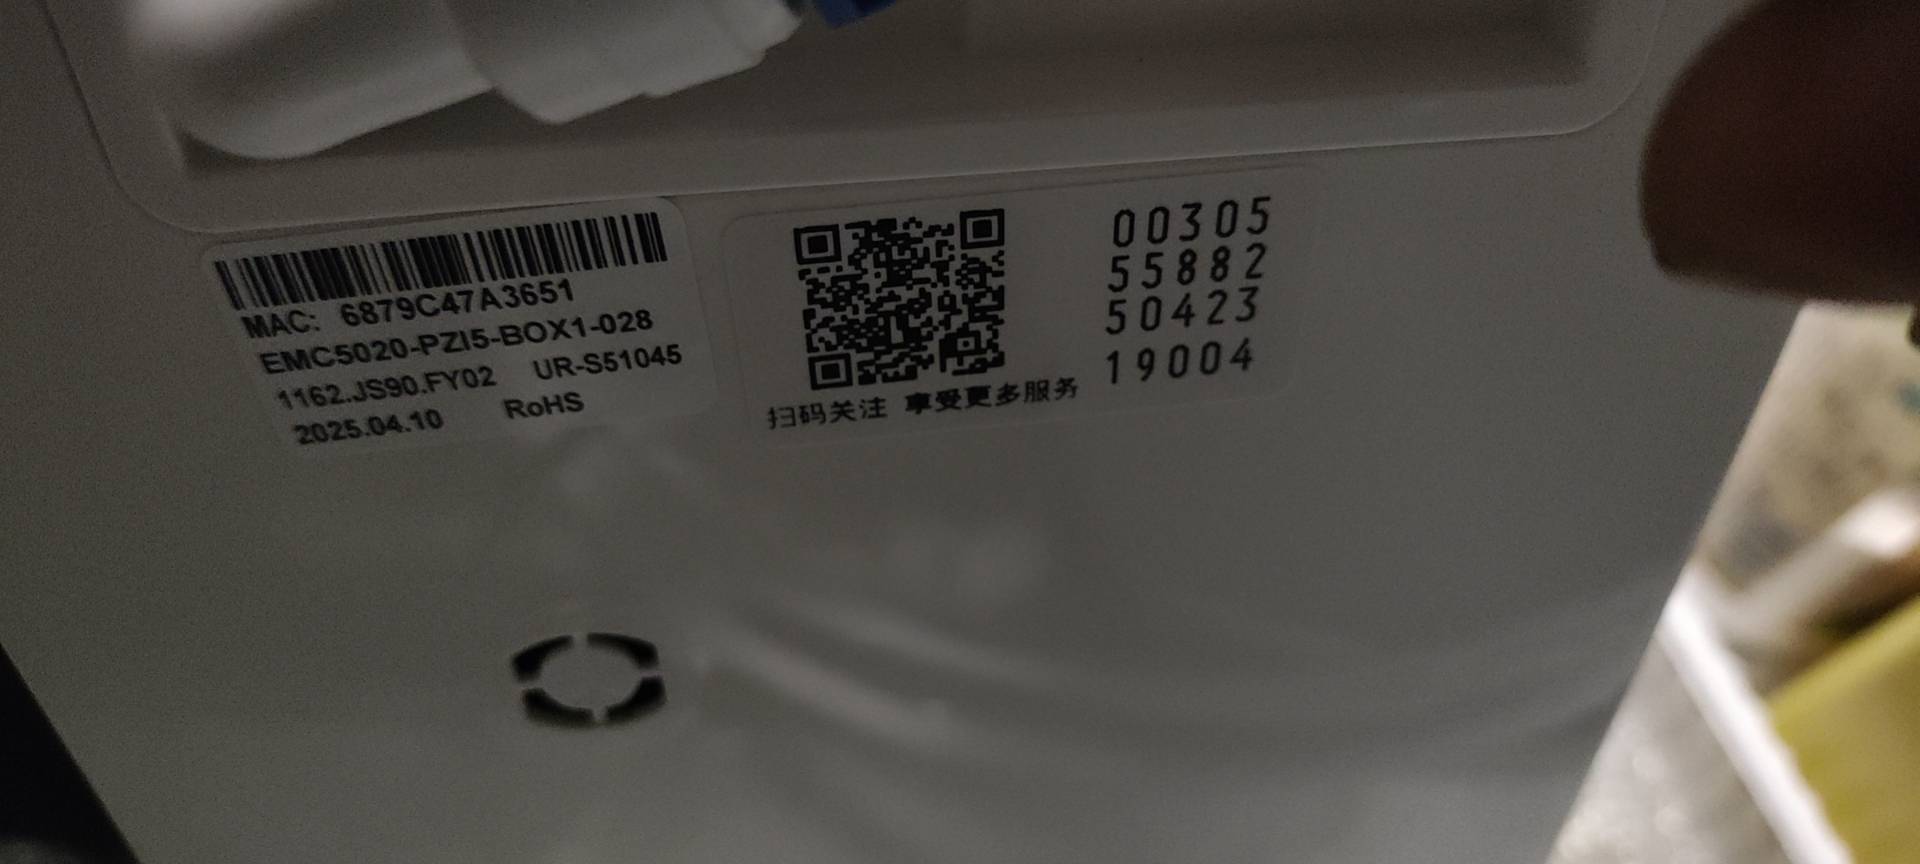 MAC: 6879C47A3651
EMC5020-PZI5-BOX1-028
1162.JS90.FY02 UR-S51045
2025.04.10 RoHS
扫码关注 享受更多服务
00305
55882
50423
19004